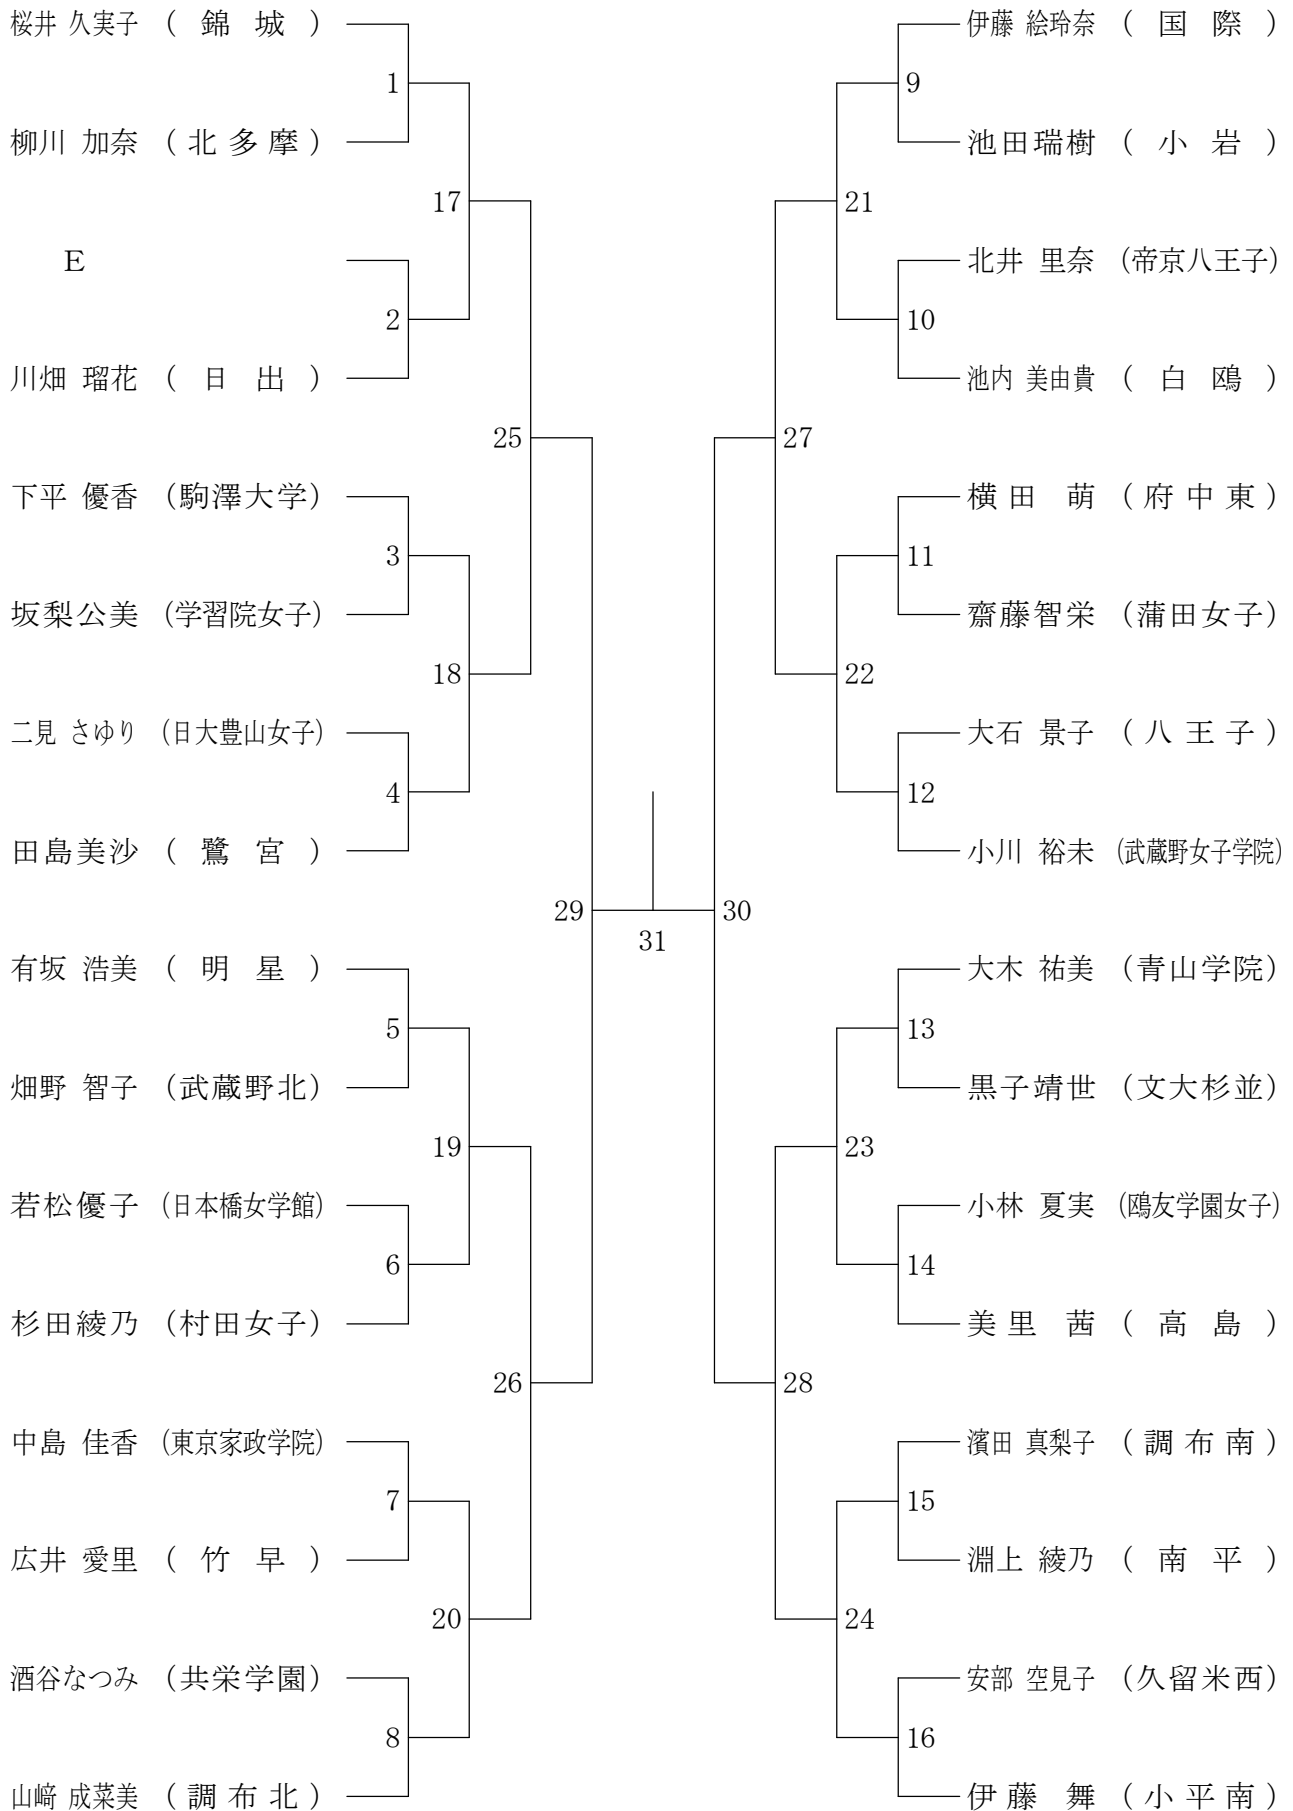 桜井 久実子 ( 錦 城 )
1
柳川 加奈 ( 北 多 摩 )
17
E
2
川畑 瑠花 ( 日 出 )
25
下平 優香 (駒澤大学)
3
坂梨公美 (学習院女子)
18
二見 さゆり (日大豊山女子)
4
田島美沙 ( 鷺 宮 )
29
有坂 浩美 ( 明 星 )
5
畑野 智子 (武蔵野北)
19
若松優子 (日本橋女学館)
6
杉田綾乃 (村田女子)
26
中島 佳香 (東京家政学院)
7
広井 愛里 ( 竹 早 )
20
酒谷なつみ (共栄学園)
8
山﨑 成菜美 ( 調 布 北 )
31
伊藤 絵玲奈 ( 国 際 )
9
池田瑞樹 ( 小 岩 )
21
北井 里奈 (帝京八王子)
10
池内 美由貴 ( 白 鴎 )
27
横田 萌 ( 府 中 東 )
11
齋藤智栄 (蒲田女子)
22
大石 景子 ( 八 王 子 )
12
小川 裕未 (武蔵野女子学院)
30
大木 祐美 (青山学院)
13
黒子靖世 (文大杉並)
23
小林 夏実 (鴎友学園女子)
14
美里 茜 ( 高 島 )
28
濱田 真梨子 ( 調 布 南 )
15
淵上 綾乃 ( 南 平 )
24
安部 空見子 (久留米西)
16
伊藤 舞 ( 小 平 南 )